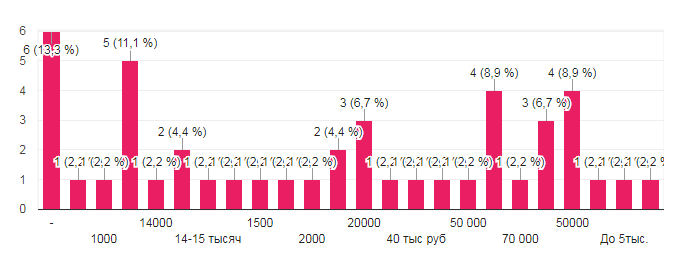 6
5
4
3
2
1
0
6 (13,3 %)
5 (11,1 %)
1 (2,2 %)
2 (4,4 %)
1 (2,2 %)
2 (4,4 %)
3 (6,7 %)
1 (2,2 %)
4 (8,9 %)
1 (2,2 %)
3 (6,7 %)
4 (8,9 %)
-
1000
14000
14-15 тысяч
1500
2000
20000
40 тыс руб
50 000
70 000
50000
До 5тыс.